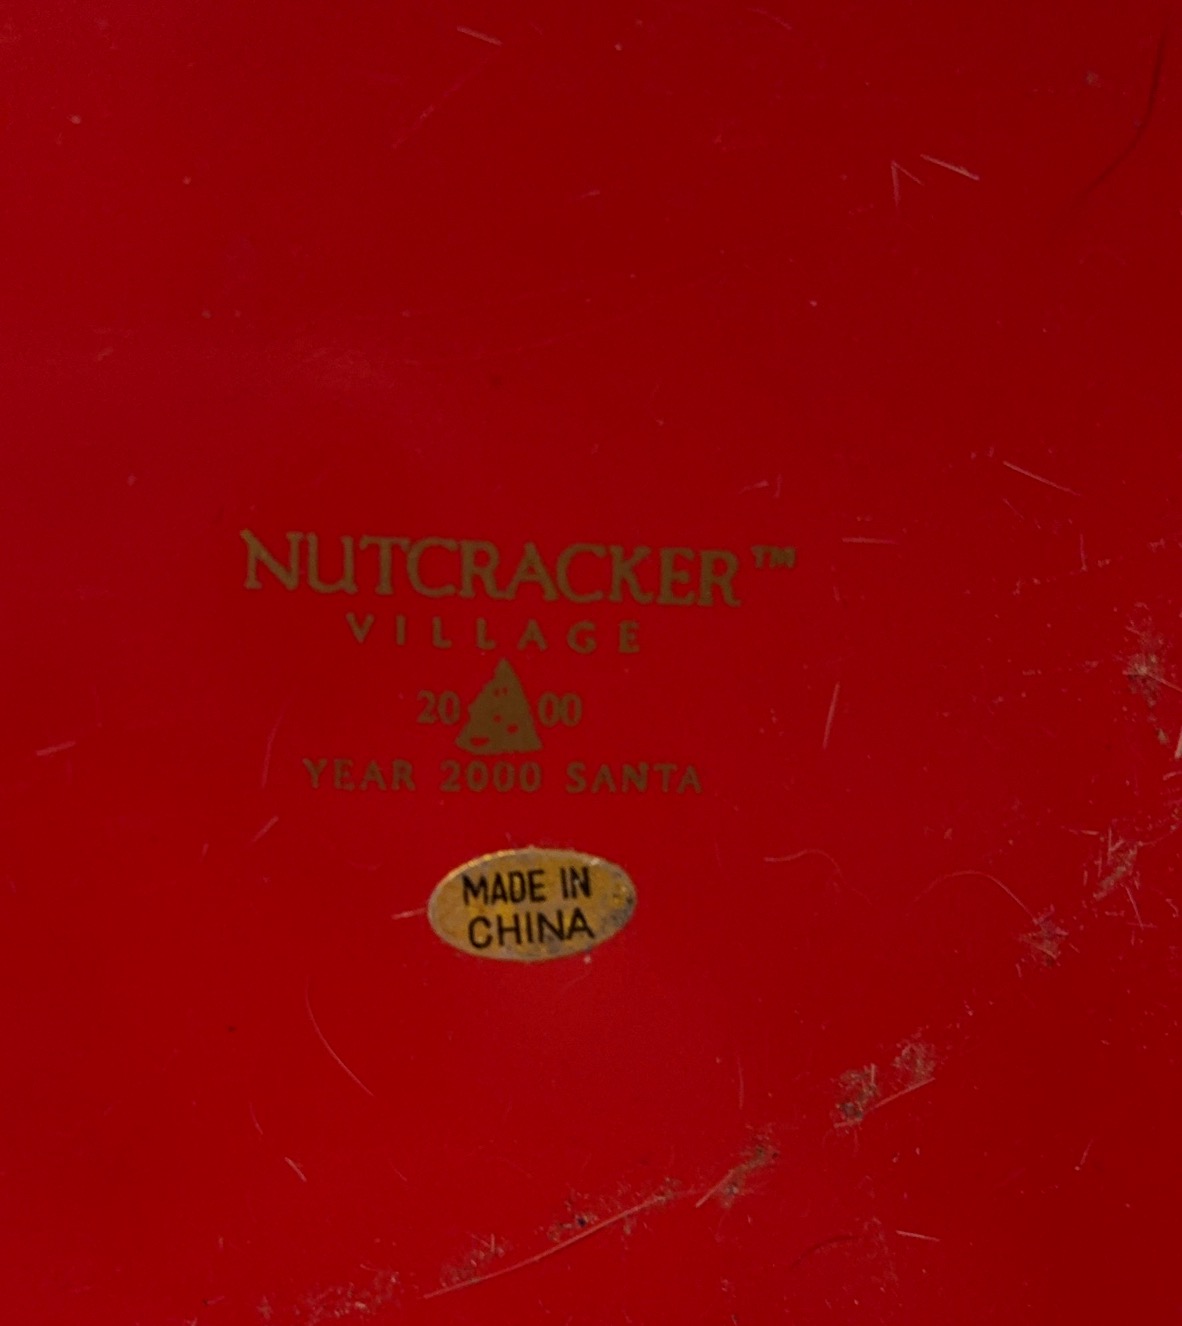 NUTCRACKER™
VILLAGE
20 00
YEAR 2000 SANTA
MADE IN
CHINA